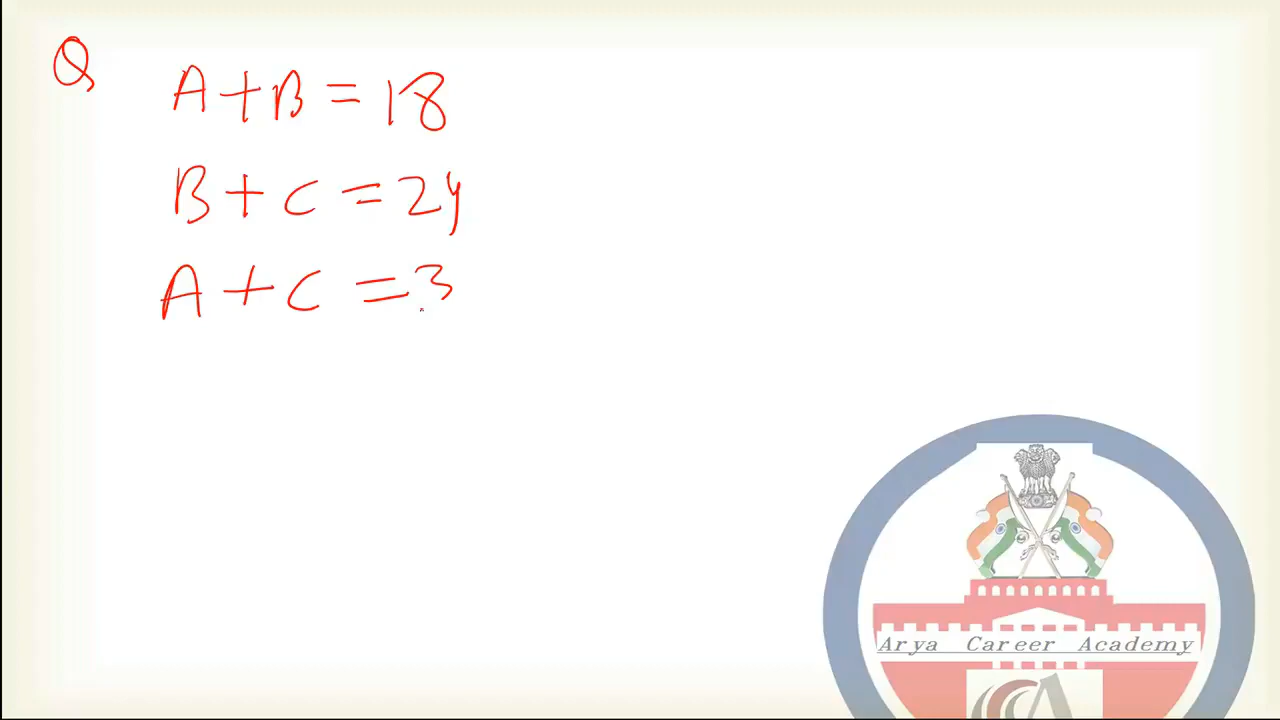 Q
A+B=18
B+C=24
A+C=3
Arya Career Academy